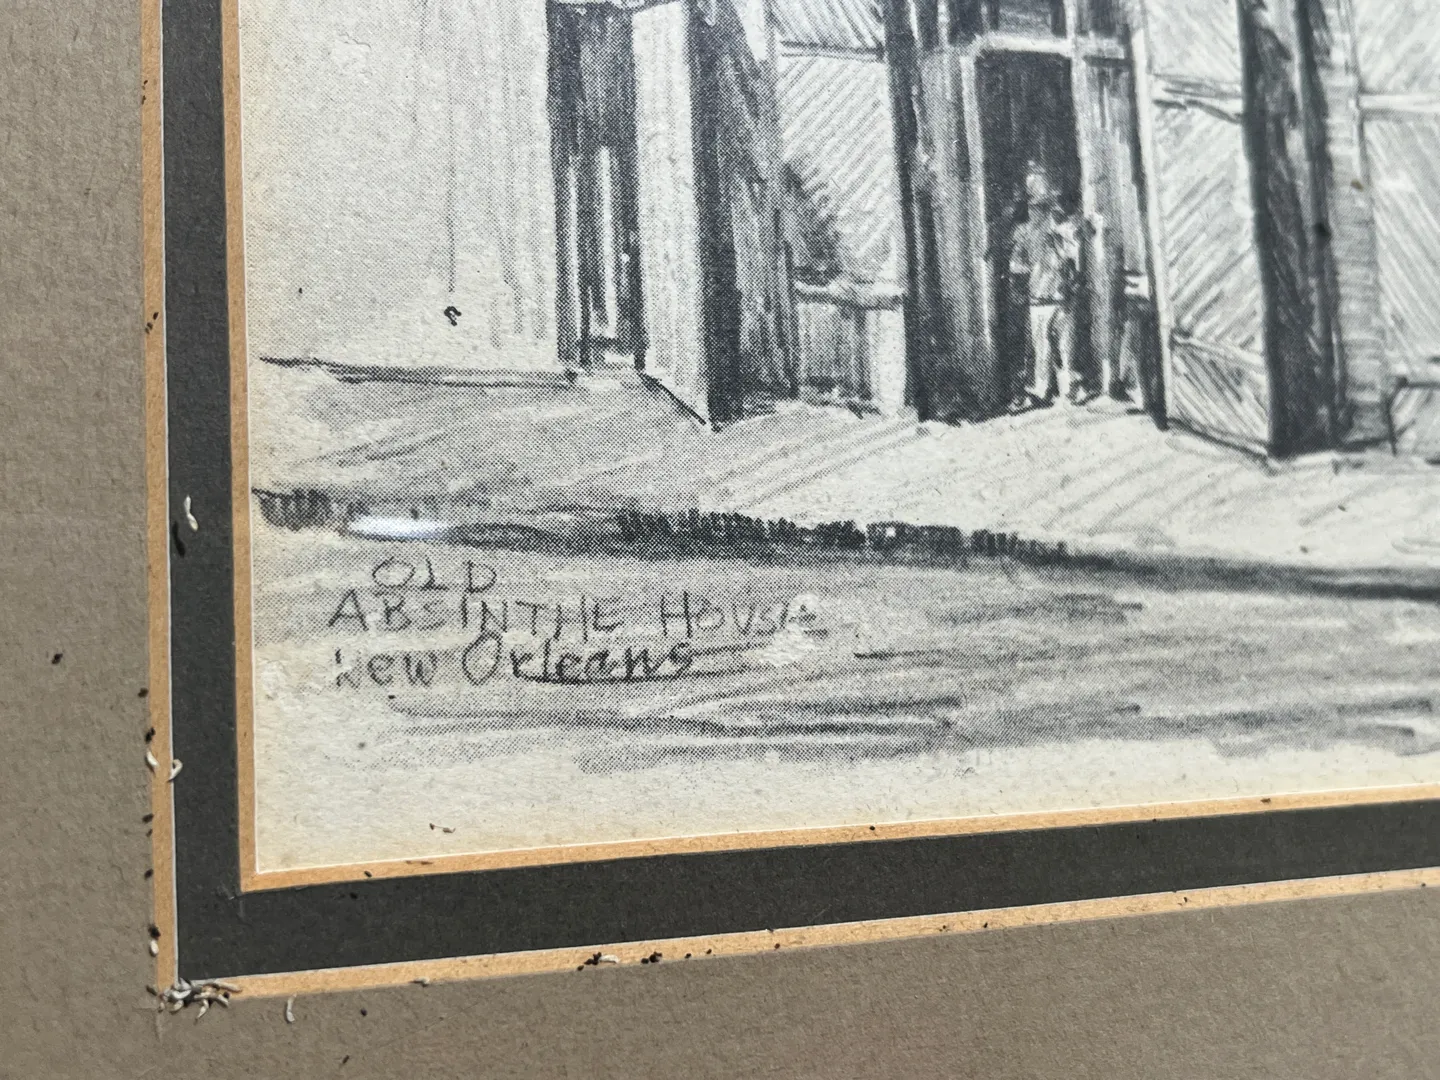 OLD
ABSINTHE HOUSE
New Orleans